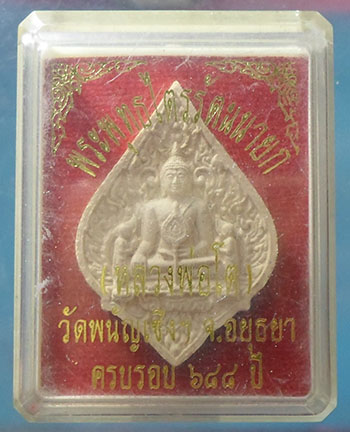 พระพุทธไตรรัตนนายก
(หลวงพ่อโต)
วัดพนัญเชิงฯ จ.อยุธยา
ครบรอบ ๖๘๘ ปี